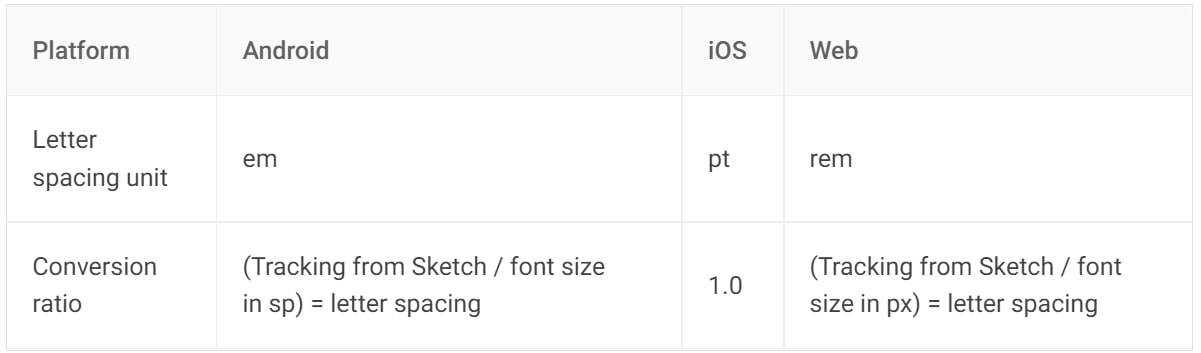 Platform
Android
iOS
Web
Letter
spacing unit
em
pt
rem
Conversion
ratio
(Tracking from Sketch / font size
in sp) = letter spacing
1.0
(Tracking from Sketch / font
size in px) = letter spacing